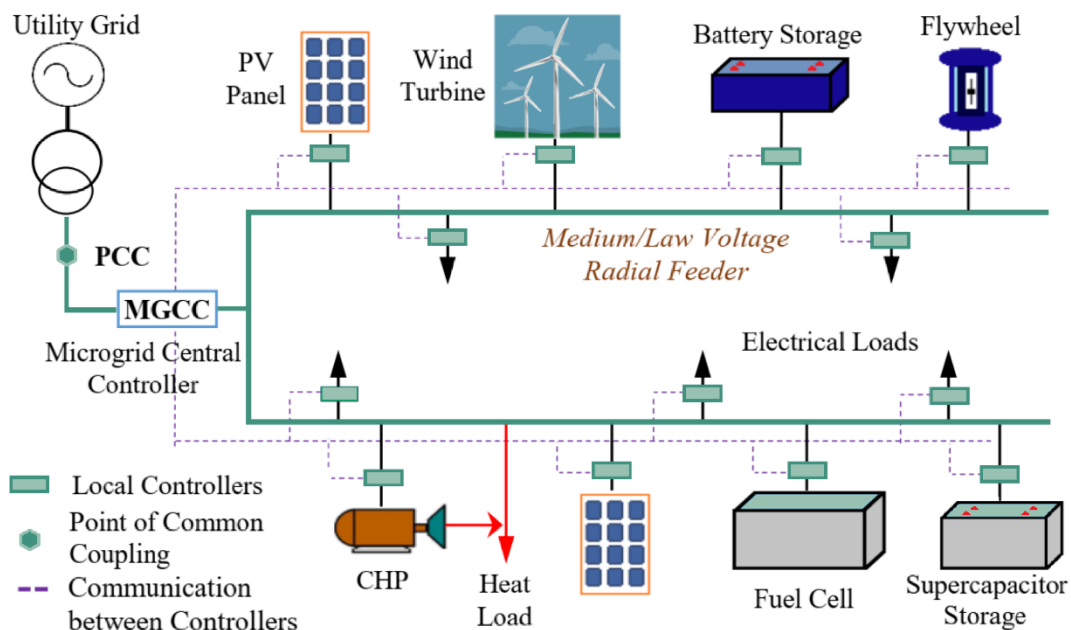 Utility Grid
PV
Panel
Wind
Turbine
Battery Storage
Flywheel
PCC
Medium/Law Voltage
Radial Feeder
MGCC
Microgrid Central
Controller
Electrical Loads
Local Controllers
Point of Common
Coupling
Communication
between Controllers
CHP
Heat
Load
Fuel Cell
Supercapacitor
Storage